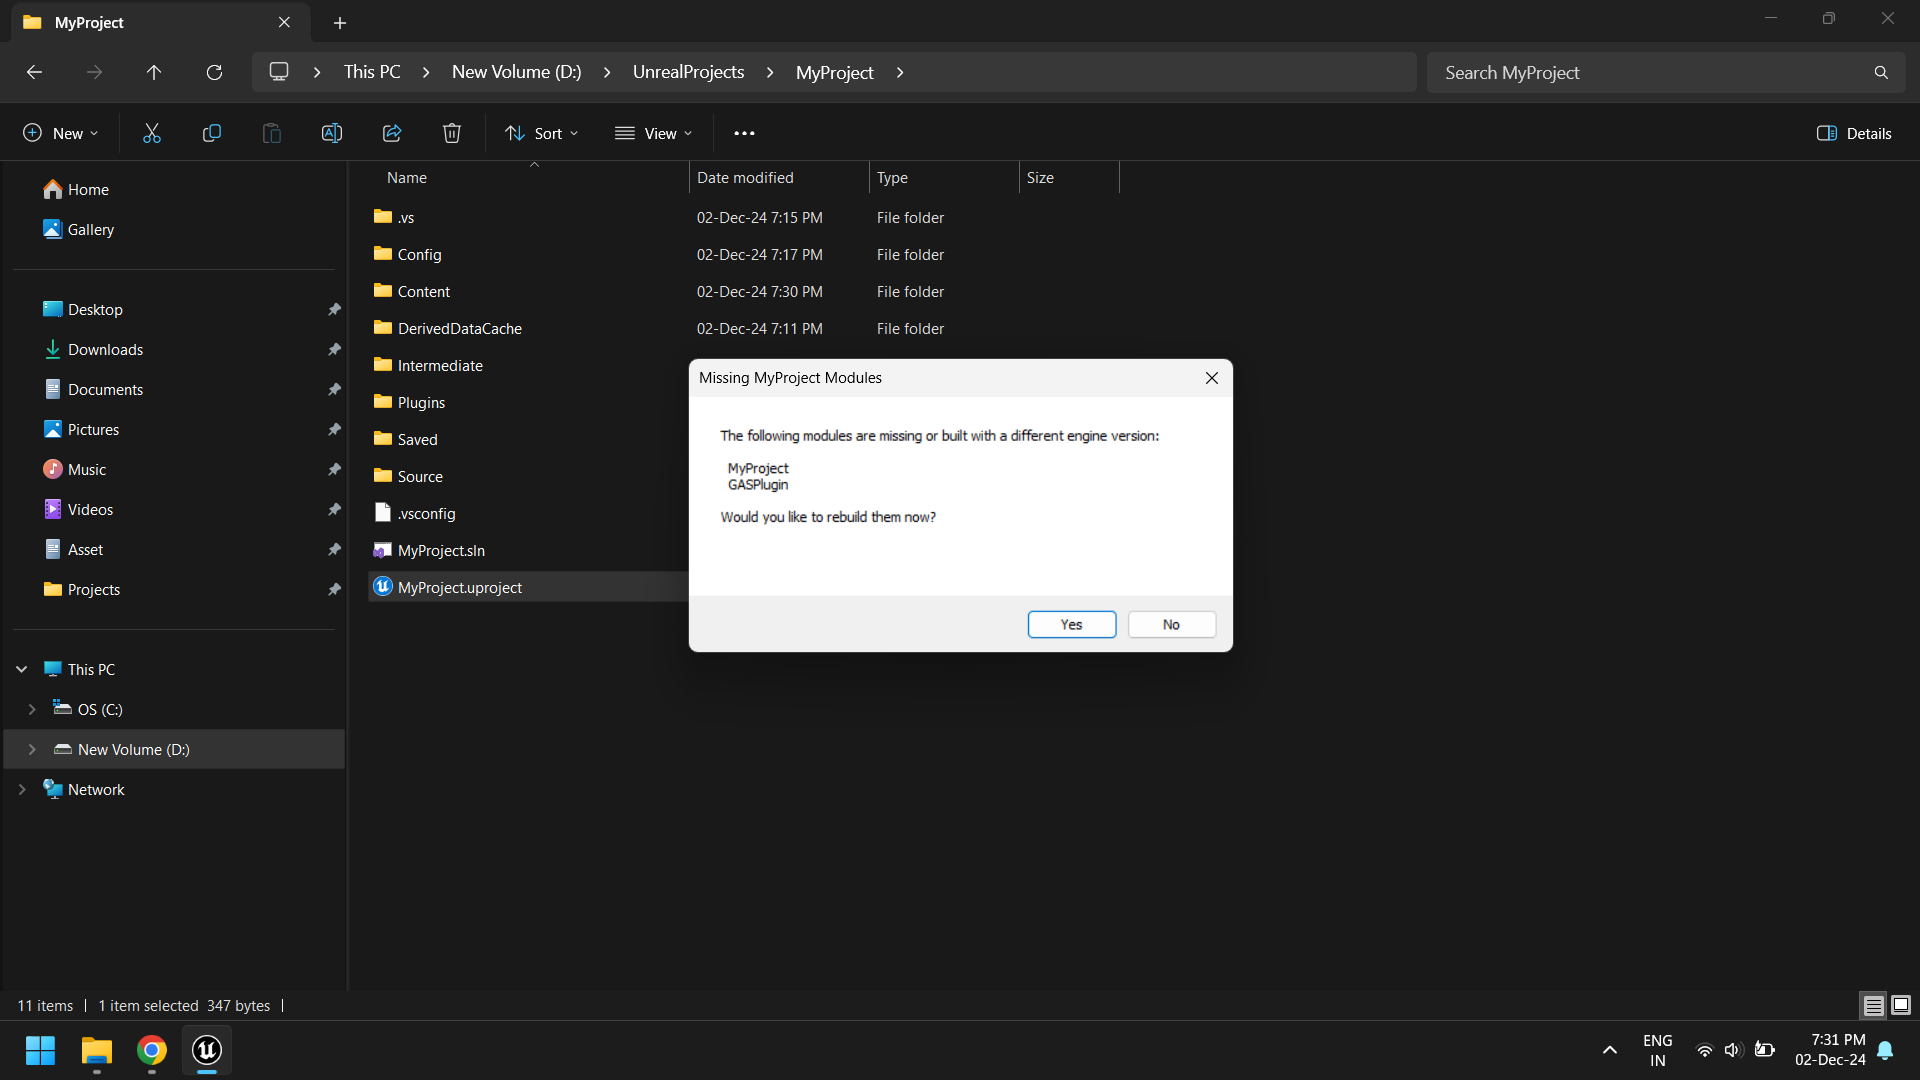 MyProject
This PC
New Volume (D:)
UnrealProjects
MyProject
Search MyProject
New
Sort
View
Details
Home
Gallery
Desktop
Downloads
Documents
Pictures
Music
Videos
Asset
Projects
This PC
OS (C:)
New Volume (D:)
Network
Name
Date modified
Type
Size
.vs 02-Dec-24 7:15 PM File folder
Config 02-Dec-24 7:17 PM File folder
Content 02-Dec-24 7:30 PM File folder
DerivedDataCache 02-Dec-24 7:11 PM File folder
Intermediate
Plugins
Saved
Source
.vsconfig
MyProject.sln
MyProject.uproject
Missing MyProject Modules
The following modules are missing or built with a different engine version:
MyProject
GASPlugin
Would you like to rebuild them now?
Yes
No
11 items
1 item selected 347 bytes
ENG
IN
7:31 PM
02-Dec-24